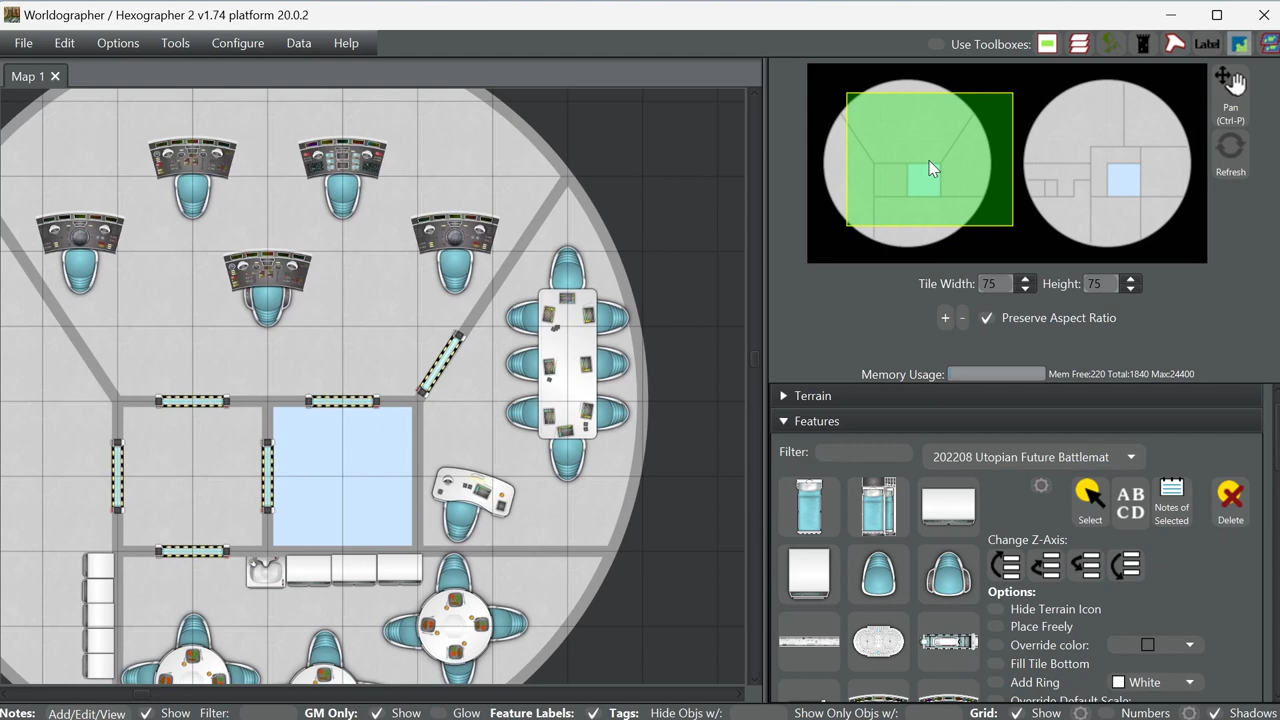 Worldographer / Hexographer 2 v1.74 platform 20.0.2
File Edit Options Tools Configure Data Help
Use Toolboxes: Label
Map 1
Pan
(Ctrl-P)
Refresh
Tile Width: 75 Height: 75
+ - Preserve Aspect Ratio
Memory Usage: Mem Free:220 Total:1840 Max:24400
Terrain
Features
Filter: 202208 Utopian Future Battlemat
AB
CD
Select
Notes of
Selected
Delete
Change Z-Axis:
Options:
Hide Terrain Icon
Place Freely
Override color:
Fill Tile Bottom
Add Ring White
Override Default Scale:
Notes: Add/Edit/View Show Filter: GM Only: Show Glow Feature Labels: Tags: Hide Objs w/: Show Only Objs w/: Grid: Show Numbers Shadows